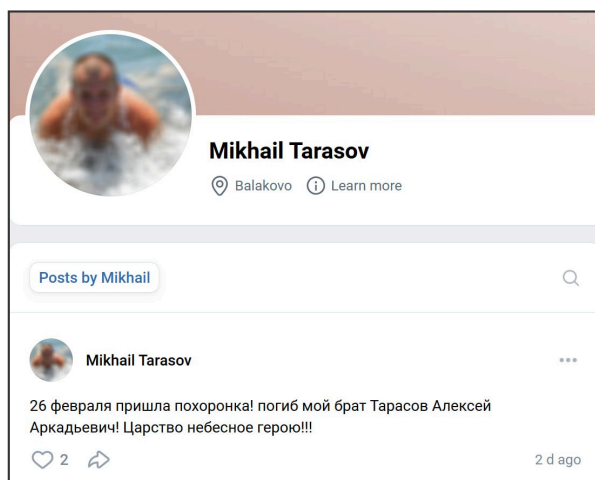 Mikhail Tarasov
Balakovo Learn more
Posts by Mikhail
Mikhail Tarasov
26 февраля пришла похоронка! погиб мой брат Тарасов Алексей
Аркадьевич! Царство небесное герою!!!
2
2 d ago